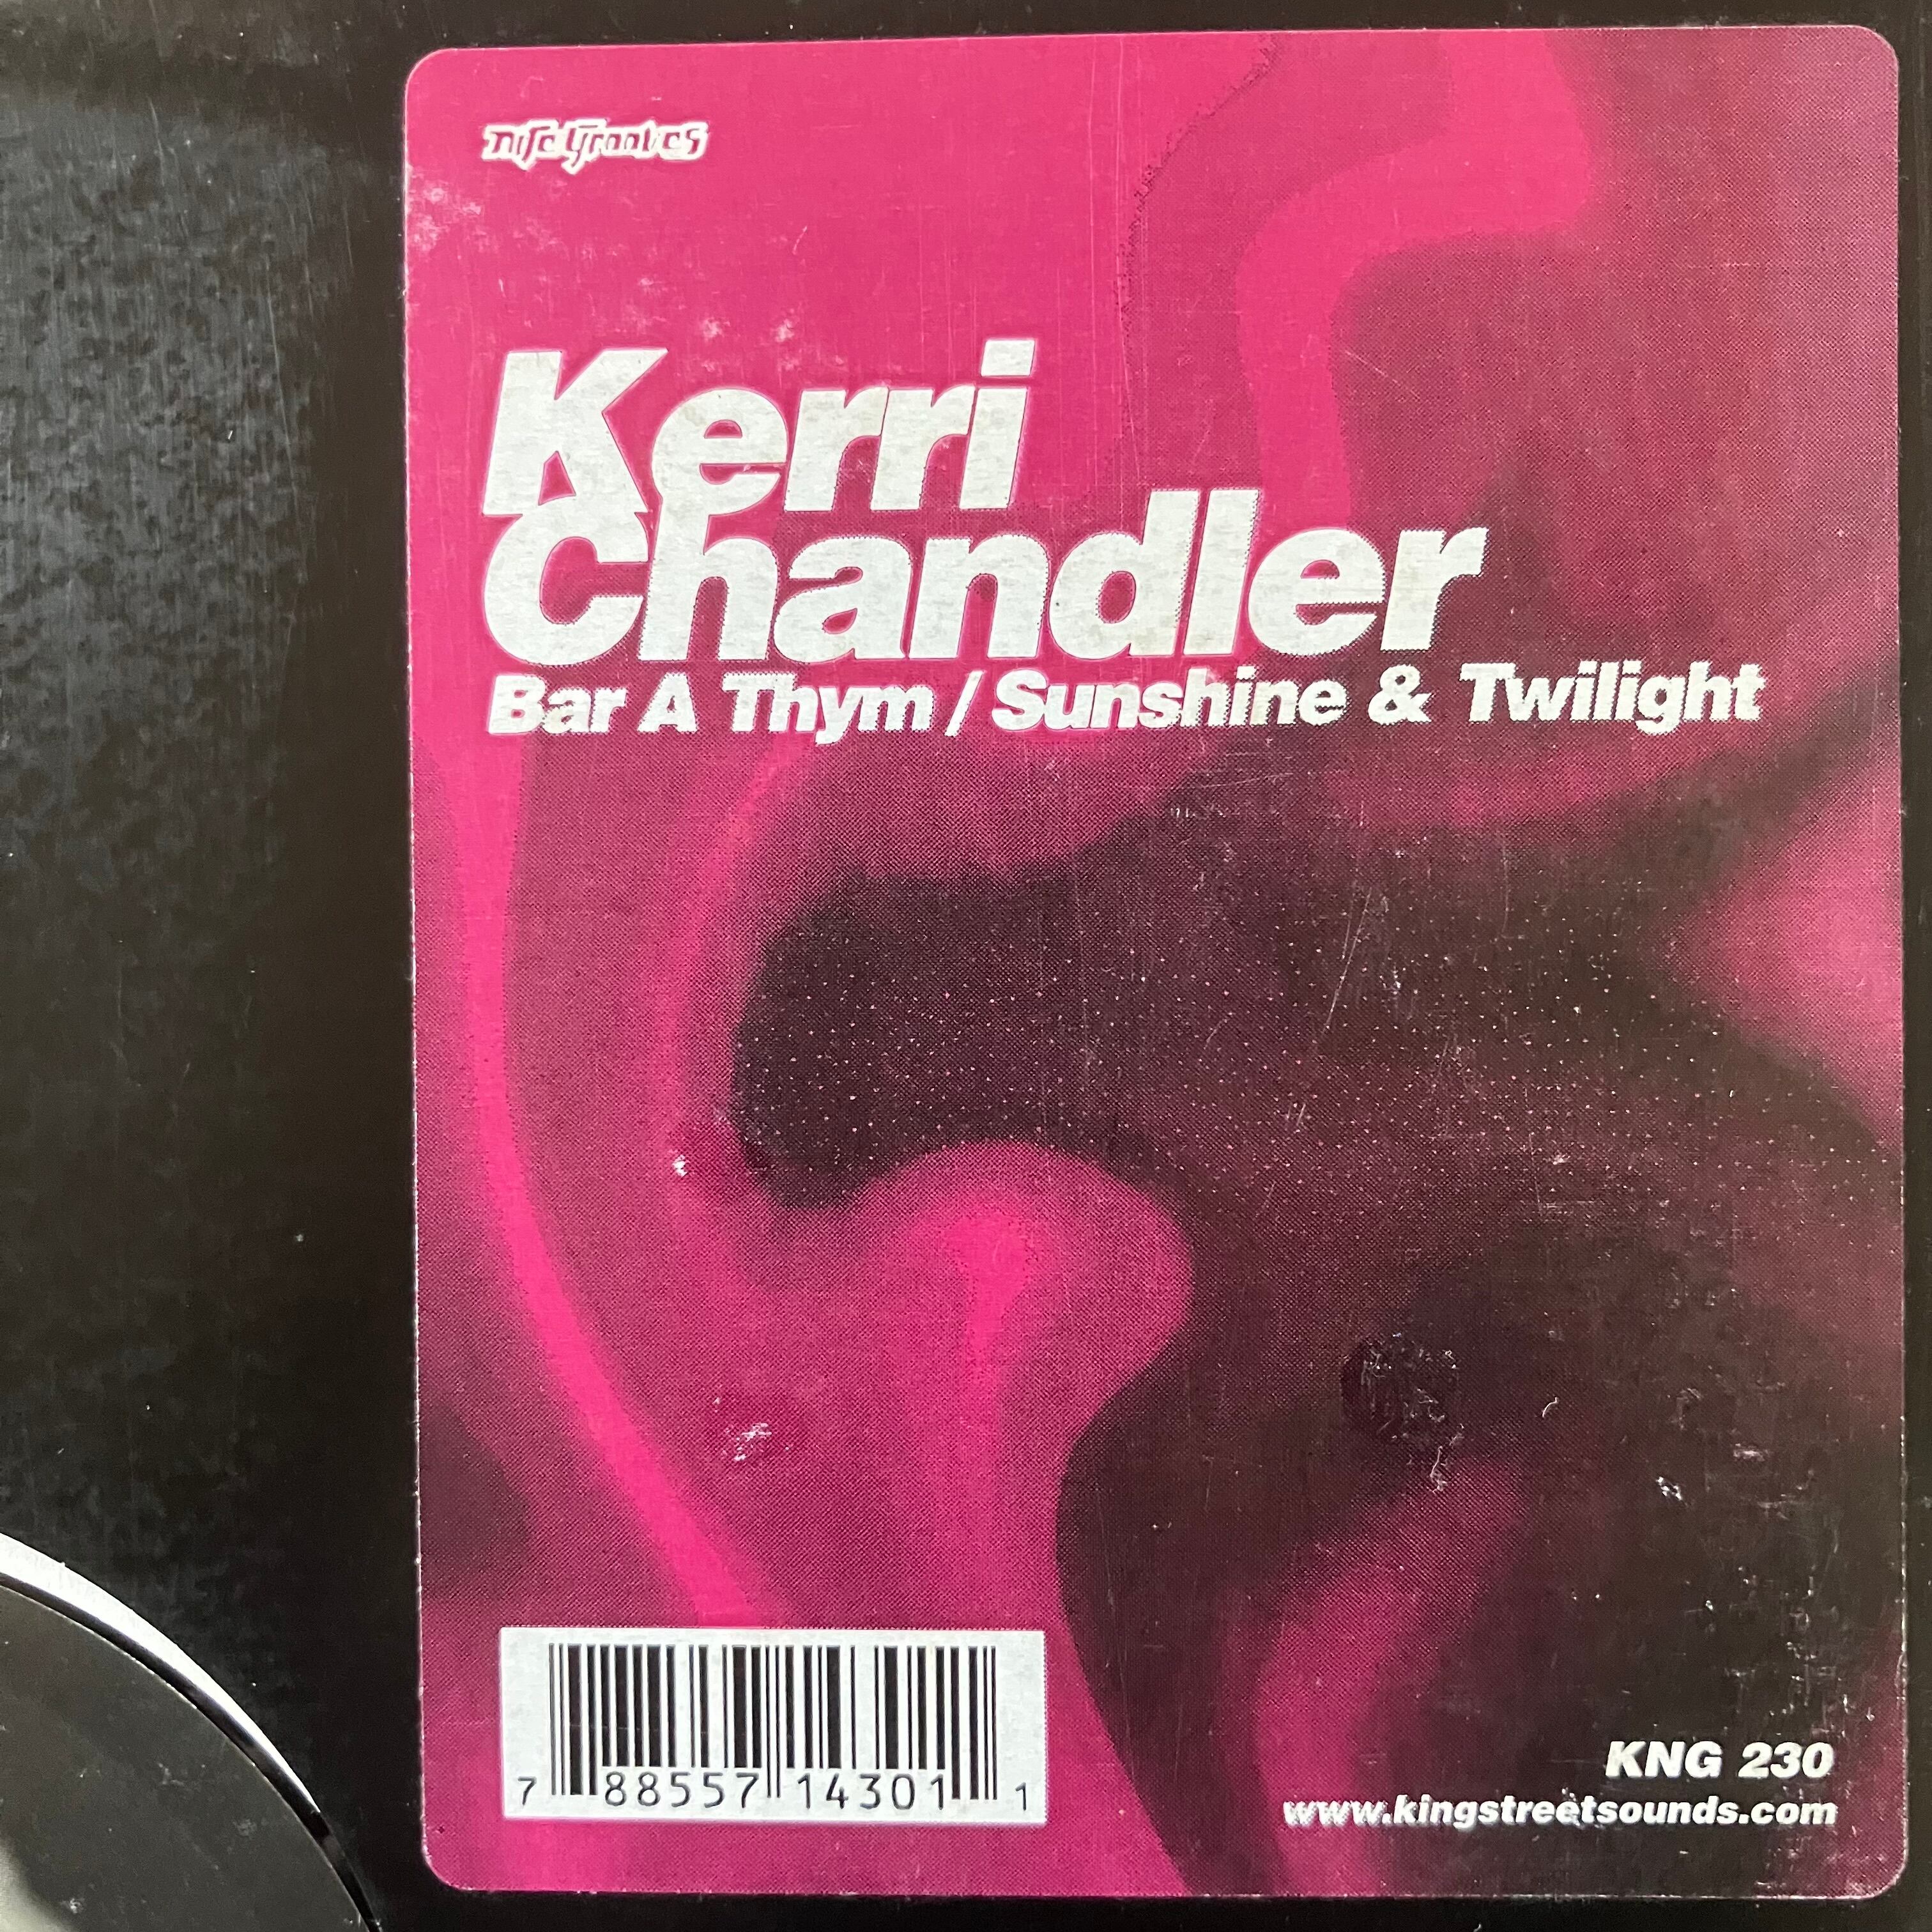 nite Grooves
Kerri
Chandler
Bar A Thym / Sunshine & Twilight
7 88557 14301 1
KNG 230
www.kingstreetsounds.com